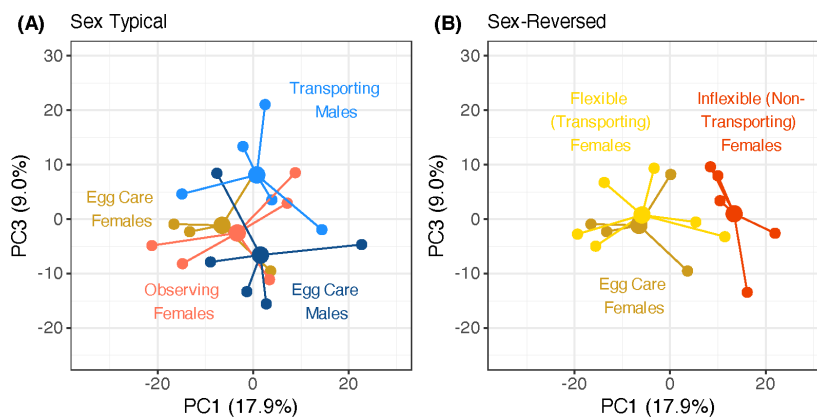 (A) Sex Typical
30
20
10
0
-10
-20
PC3 (9.0%)
Transporting
Males
Egg Care
Females
Observing
Females
Egg Care
Males
-20
0
20
PC1 (17.9%)
(B) Sex-Reversed
30
20
10
0
-10
-20
PC3 (9.0%)
Flexible
(Transporting)
Females
Inflexible (Non-
Transporting)
Females
Egg Care
Females
-20
0
20
PC1 (17.9%)